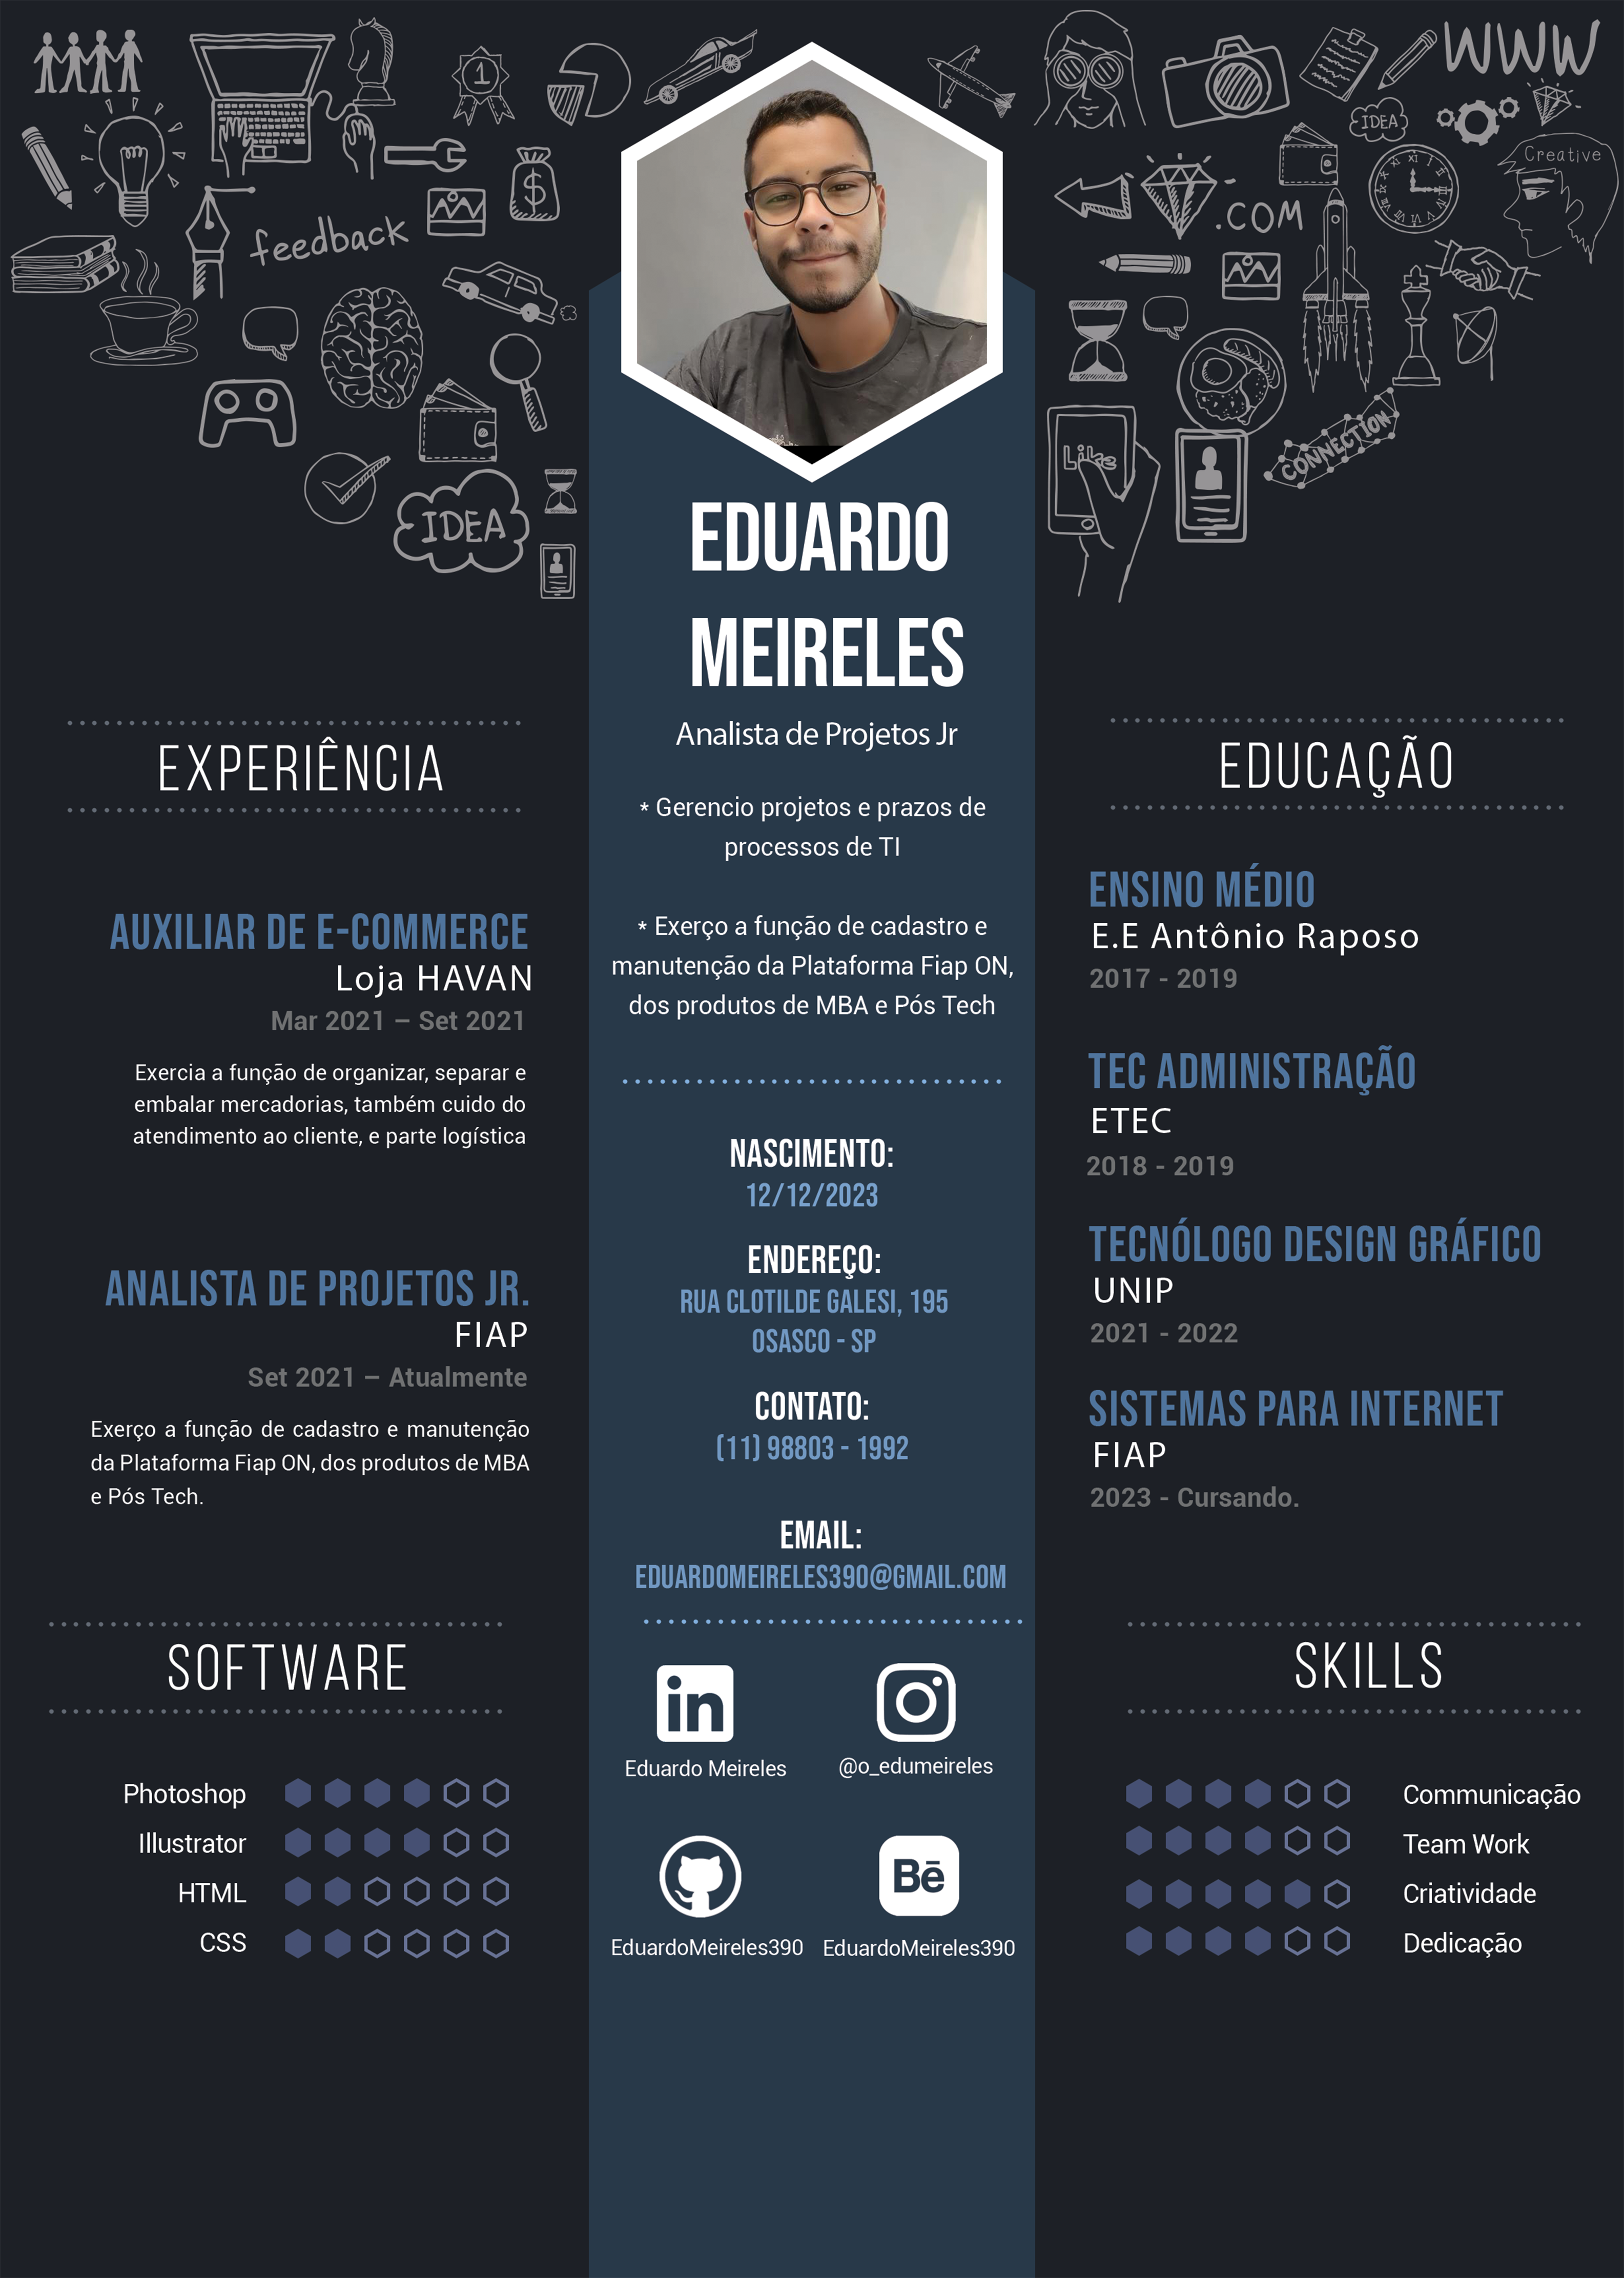 WWW
1
IDEA
Creative
feedback
.COM
XI
I
Like
CONNECTION
IDEA
EDUARDO
MEIRELES
Analista de Projetos Jr
* Gerencio projetos e prazos de
processos de TI
* Exerço a função de cadastro e
manutenção da Plataforma Fiap ON,
dos produtos de MBA e Pós Tech
EXPERIÊNCIA
AUXILIAR DE E-COMMERCE
Loja HAVAN
Mar 2021 – Set 2021
Exercia a função de organizar, separar e
embalar mercadorias, também cuido do
atendimento ao cliente, e parte logística
ANALISTA DE PROJETOS JR.
FIAP
Set 2021 – Atualmente
Exerço a função de cadastro e manutenção
da Plataforma Fiap ON, dos produtos de MBA
e Pós Tech.
SOFTWARE
Photoshop
Illustrator
HTML
CSS
NASCIMENTO:
12/12/2023
ENDEREÇO:
RUA CLOTILDE GALESI, 195
OSASCO - SP
CONTATO:
(11) 98803 - 1992
EMAIL:
EDUARDOMEIRELES390@GMAIL.COM
in
Eduardo Meireles
@o_edumeireles
Bē
EduardoMeireles390
EduardoMeireles390
EDUCAÇÃO
ENSINO MÉDIO
E.E Antônio Raposo
2017 - 2019
TEC ADMINISTRAÇÃO
ETEC
2018 - 2019
TECNÓLOGO DESIGN GRÁFICO
UNIP
2021 - 2022
SISTEMAS PARA INTERNET
FIAP
2023 - Cursando.
SKILLS
Communicação
Team Work
Criatividade
Dedicação